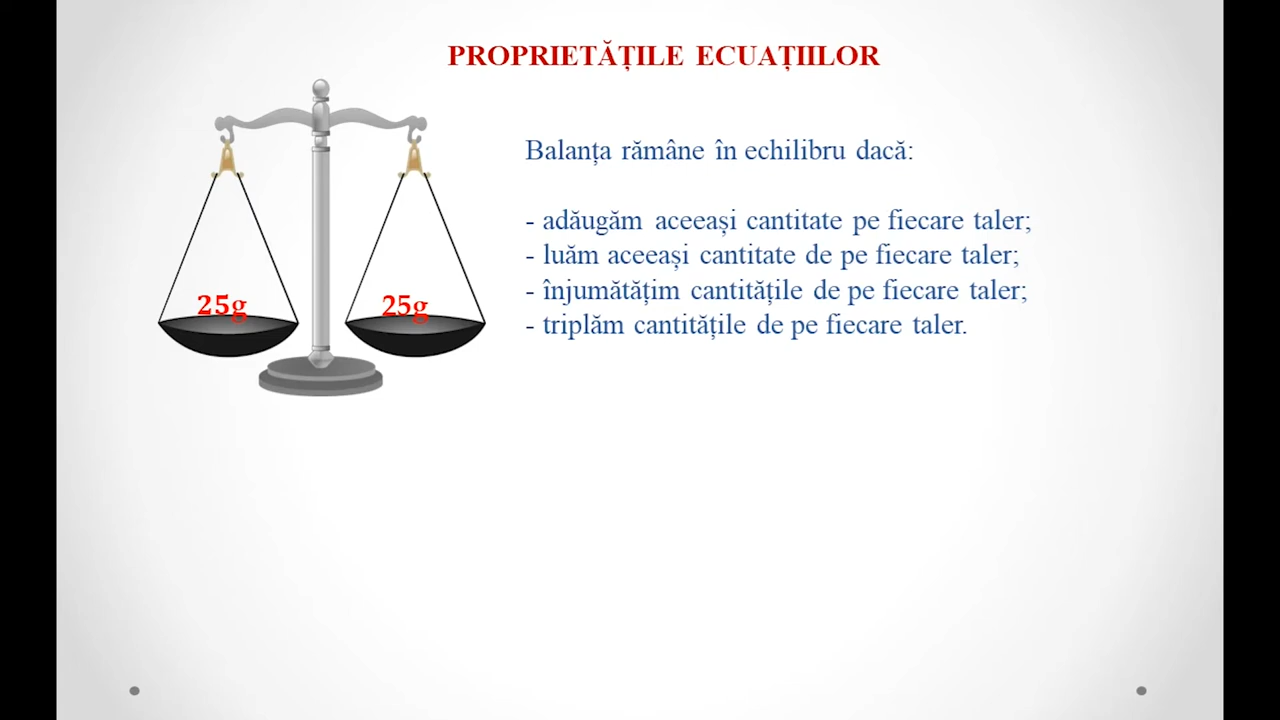 PROPRIETĂȚILE ECUAȚIILOR
Balanța rămâne în echilibru dacă:
- adăugăm aceeași cantitate pe fiecare taler;
- luăm aceeași cantitate de pe fiecare taler;
- înjumătățim cantitățile de pe fiecare taler;
- triplăm cantitățile de pe fiecare taler.
25g
25g